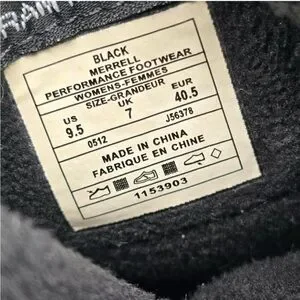 BLACK
MERRELL
PERFORMANCE FOOTWEAR
WOMENS-FEMMES
SIZE-GRANDEUR
US UK EUR
9.5 7 40.5
0512 J56378
MADE IN CHINA
FABRIQUE EN CHINE
1153903